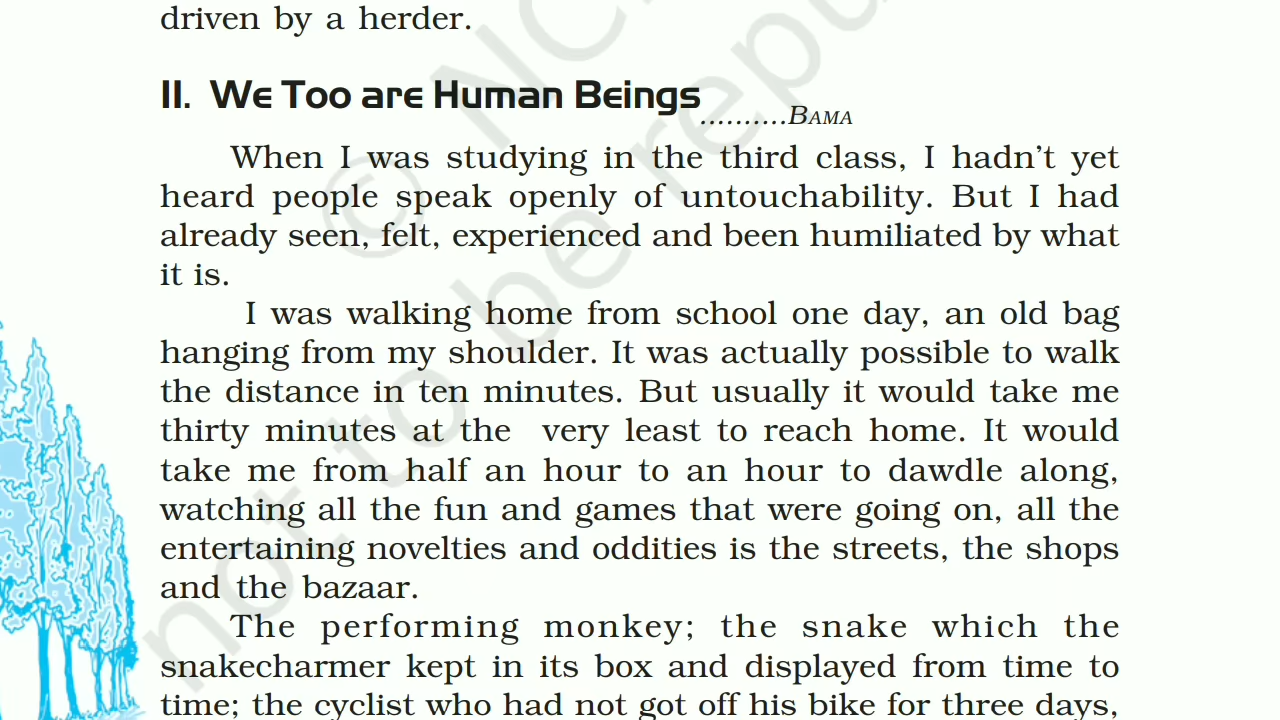 driven by a herder.
II. We Too are Human Beings
..........BAMA
When I was studying in the third class, I hadn't yet
heard people speak openly of untouchability. But I had
already seen, felt, experienced and been humiliated by what
it is.
I was walking home from school one day, an old bag
hanging from my shoulder. It was actually possible to walk
the distance in ten minutes. But usually it would take me
thirty minutes at the very least to reach home. It would
take me from half an hour to an hour to dawdle along,
watching all the fun and games that were going on, all the
entertaining novelties and oddities is the streets, the shops
and the bazaar.
The performing monkey; the snake which the
snakecharmer kept in its box and displayed from time to
time; the cyclist who had not got off his bike for three days,
© NC
not to be repu